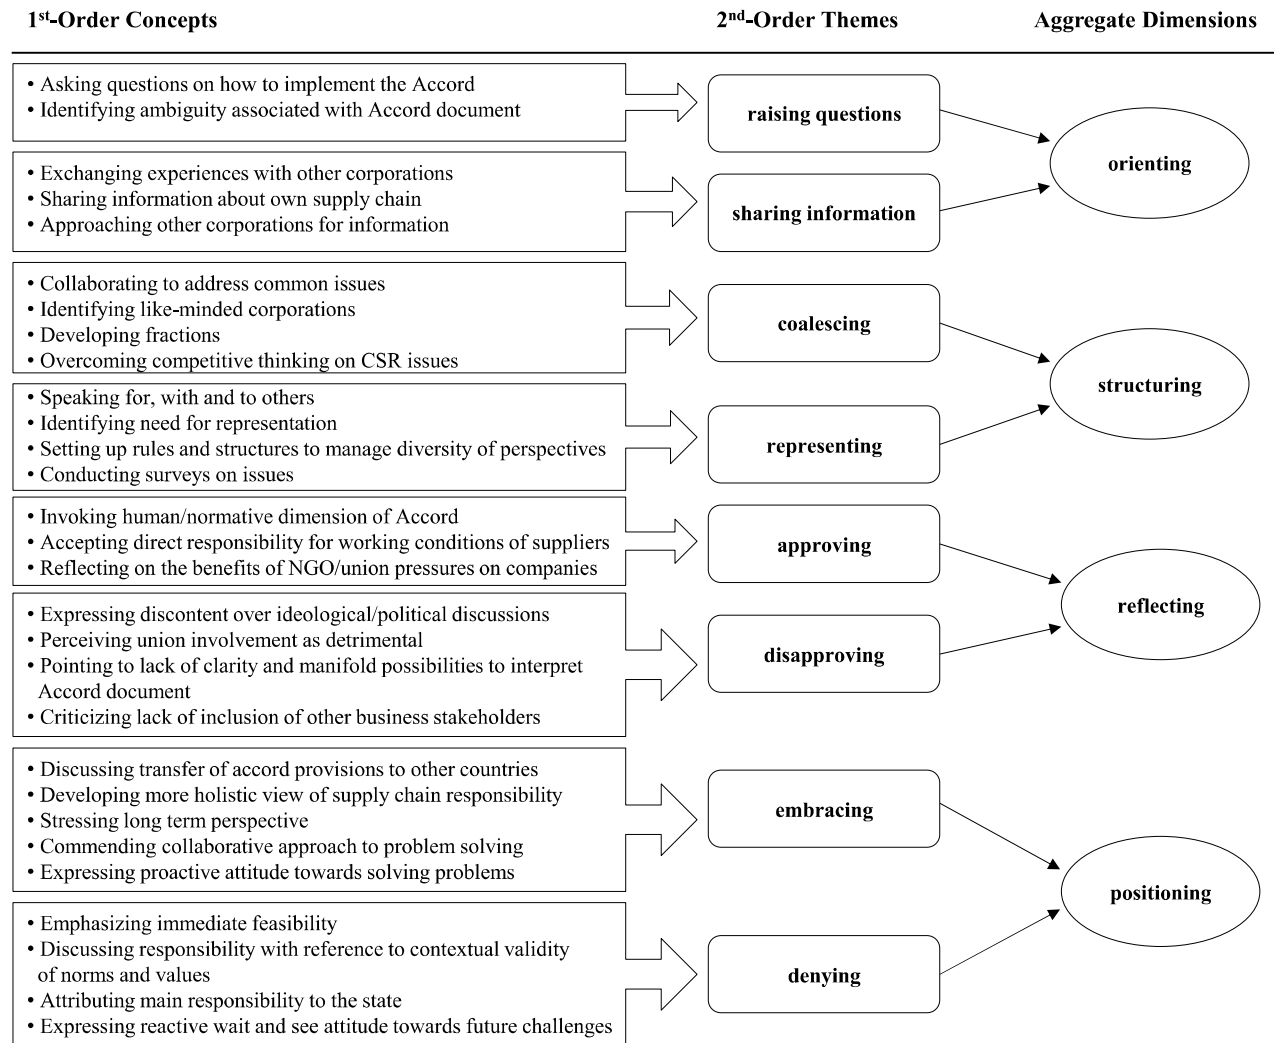 1st-Order Concepts
2nd-Order Themes
Aggregate Dimensions
• Asking questions on how to implement the Accord
• Identifying ambiguity associated with Accord document
raising questions
• Exchanging experiences with other corporations
• Sharing information about own supply chain
• Approaching other corporations for information
sharing information
orienting
• Collaborating to address common issues
• Identifying like-minded corporations
• Developing fractions
• Overcoming competitive thinking on CSR issues
coalescing
• Speaking for, with and to others
• Identifying need for representation
• Setting up rules and structures to manage diversity of perspectives
• Conducting surveys on issues
representing
structuring
• Invoking human/normative dimension of Accord
• Accepting direct responsibility for working conditions of suppliers
• Reflecting on the benefits of NGO/union pressures on companies
approving
• Expressing discontent over ideological/political discussions
• Perceiving union involvement as detrimental
• Pointing to lack of clarity and manifold possibilities to interpret
Accord document
• Criticizing lack of inclusion of other business stakeholders
disapproving
reflecting
• Discussing transfer of accord provisions to other countries
• Developing more holistic view of supply chain responsibility
• Stressing long term perspective
• Commending collaborative approach to problem solving
• Expressing proactive attitude towards solving problems
embracing
• Emphasizing immediate feasibility
• Discussing responsibility with reference to contextual validity
of norms and values
• Attributing main responsibility to the state
• Expressing reactive wait and see attitude towards future challenges
denying
positioning